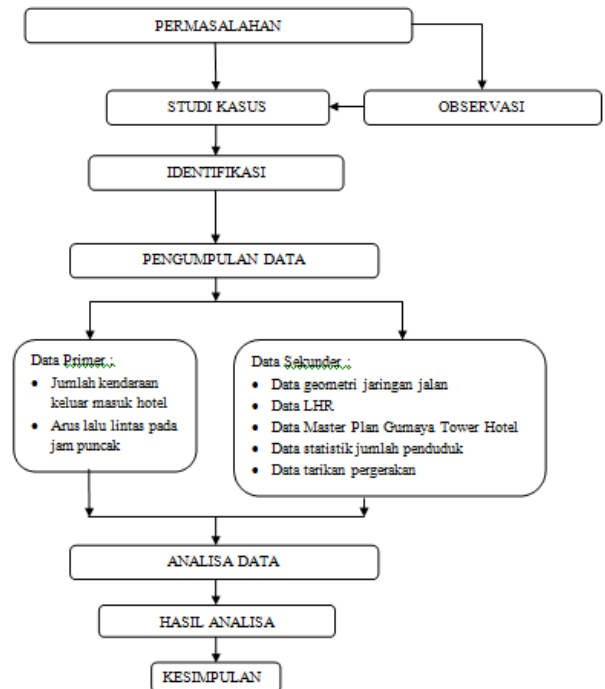 PERMASALAHAN
STUDI KASUS
OBSERVASI
IDENTIFIKASI
PENGUMPULAN DATA
Data Primer :
• Jumlah kendaraan
keluar masuk hotel
• Arus lalu lintas pada
jam puncak
Data Sekunder :
• Data geometri jaringan jalan
• Data LHR
• Data Master Plan Gumaya Tower Hotel
• Data statistik jumlah penduduk
• Data tarikan pergerakan
ANALISA DATA
HASIL ANALISA
KESIMPULAN